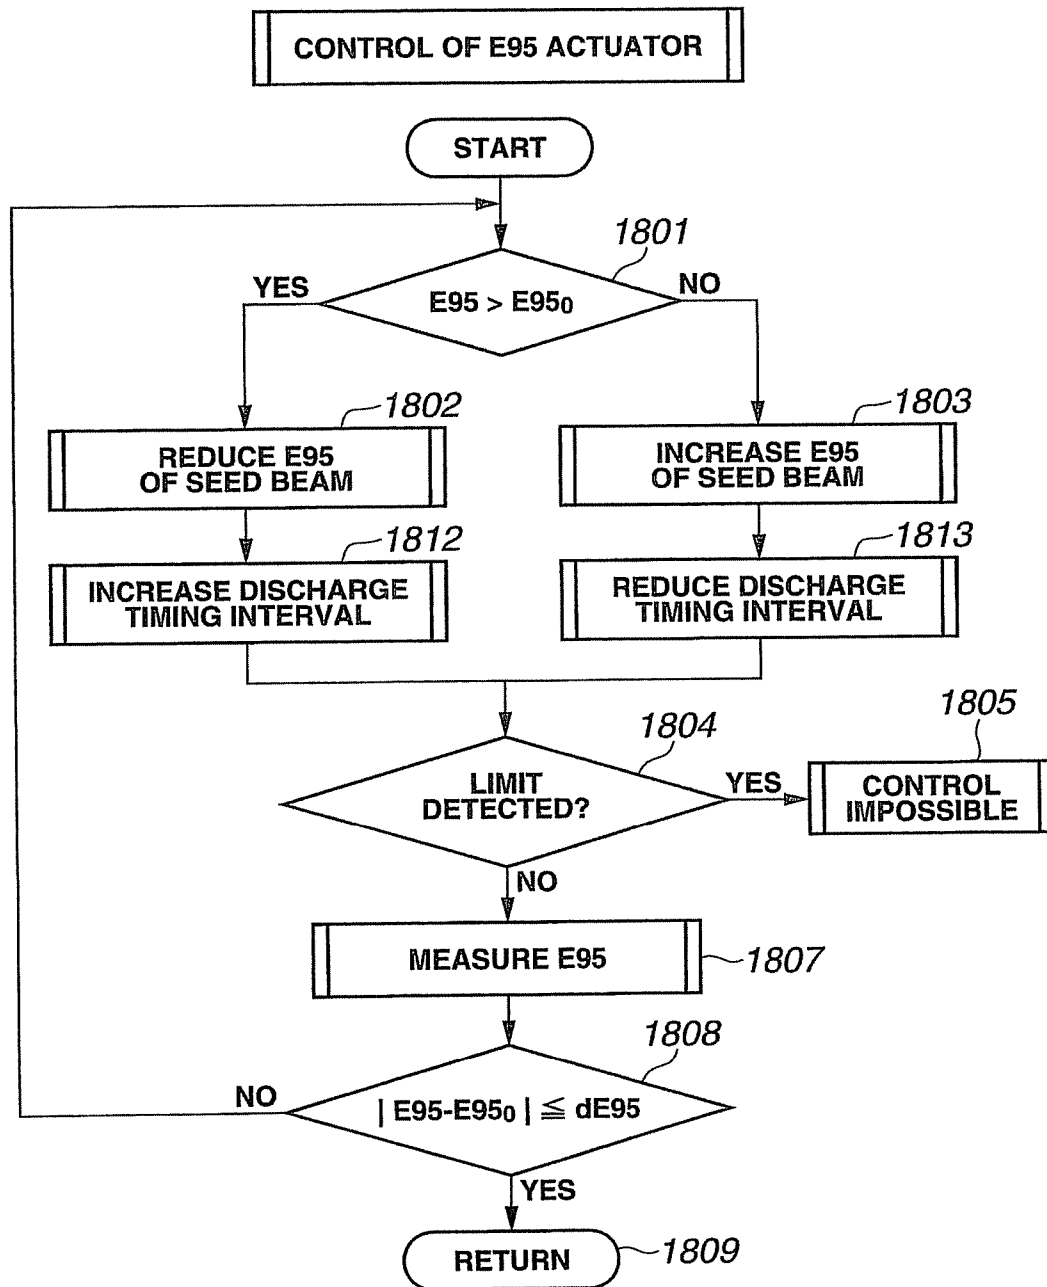 CONTROL OF E95 ACTUATOR
START
1801
YES
NO
E95 > E95₀
1802
1803
REDUCE E95
OF SEED BEAM
INCREASE E95
OF SEED BEAM
1812
1813
INCREASE DISCHARGE
TIMING INTERVAL
REDUCE DISCHARGE
TIMING INTERVAL
1804
1805
LIMIT
DETECTED?
YES
CONTROL
IMPOSSIBLE
NO
MEASURE E95
1807
1808
NO
| E95-E95₀ | ≦ dE95
YES
RETURN
1809